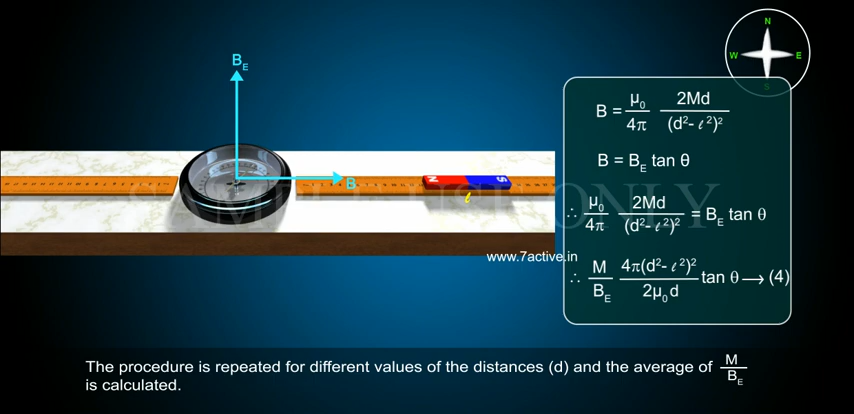 N
W E
S
B_E
B
N S
ℓ
B = μ₀/4π 2Md/(d²-ℓ²)²
B = B_E tan θ
∴ μ₀/4π 2Md/(d²-ℓ²)² = B_E tan θ
∴ M/B_E 4π(d²-ℓ²)²/2μ₀d tan θ → (4)
www.7active.in
The procedure is repeated for different values of the distances (d) and the average of M/B_E
is calculated.